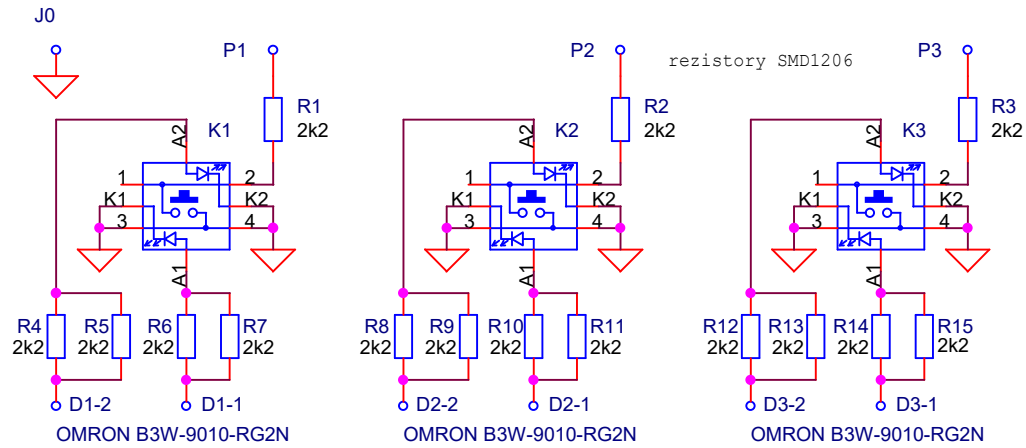 J0
P1
P2
rezistory SMD1206
P3
R1
2k2
R2
2k2
R3
2k2
A2
K1
A2
K2
A2
K3
1
2
K1
K2
3
4
1
2
K1
K2
3
4
1
2
K1
K2
3
4
A1
A1
A1
R4
2k2
R5
2k2
R6
2k2
R7
2k2
R8
2k2
R9
2k2
R10
2k2
R11
2k2
R12
2k2
R13
2k2
R14
2k2
R15
2k2
D1-2
D1-1
D2-2
D2-1
D3-2
D3-1
OMRON B3W-9010-RG2N
OMRON B3W-9010-RG2N
OMRON B3W-9010-RG2N